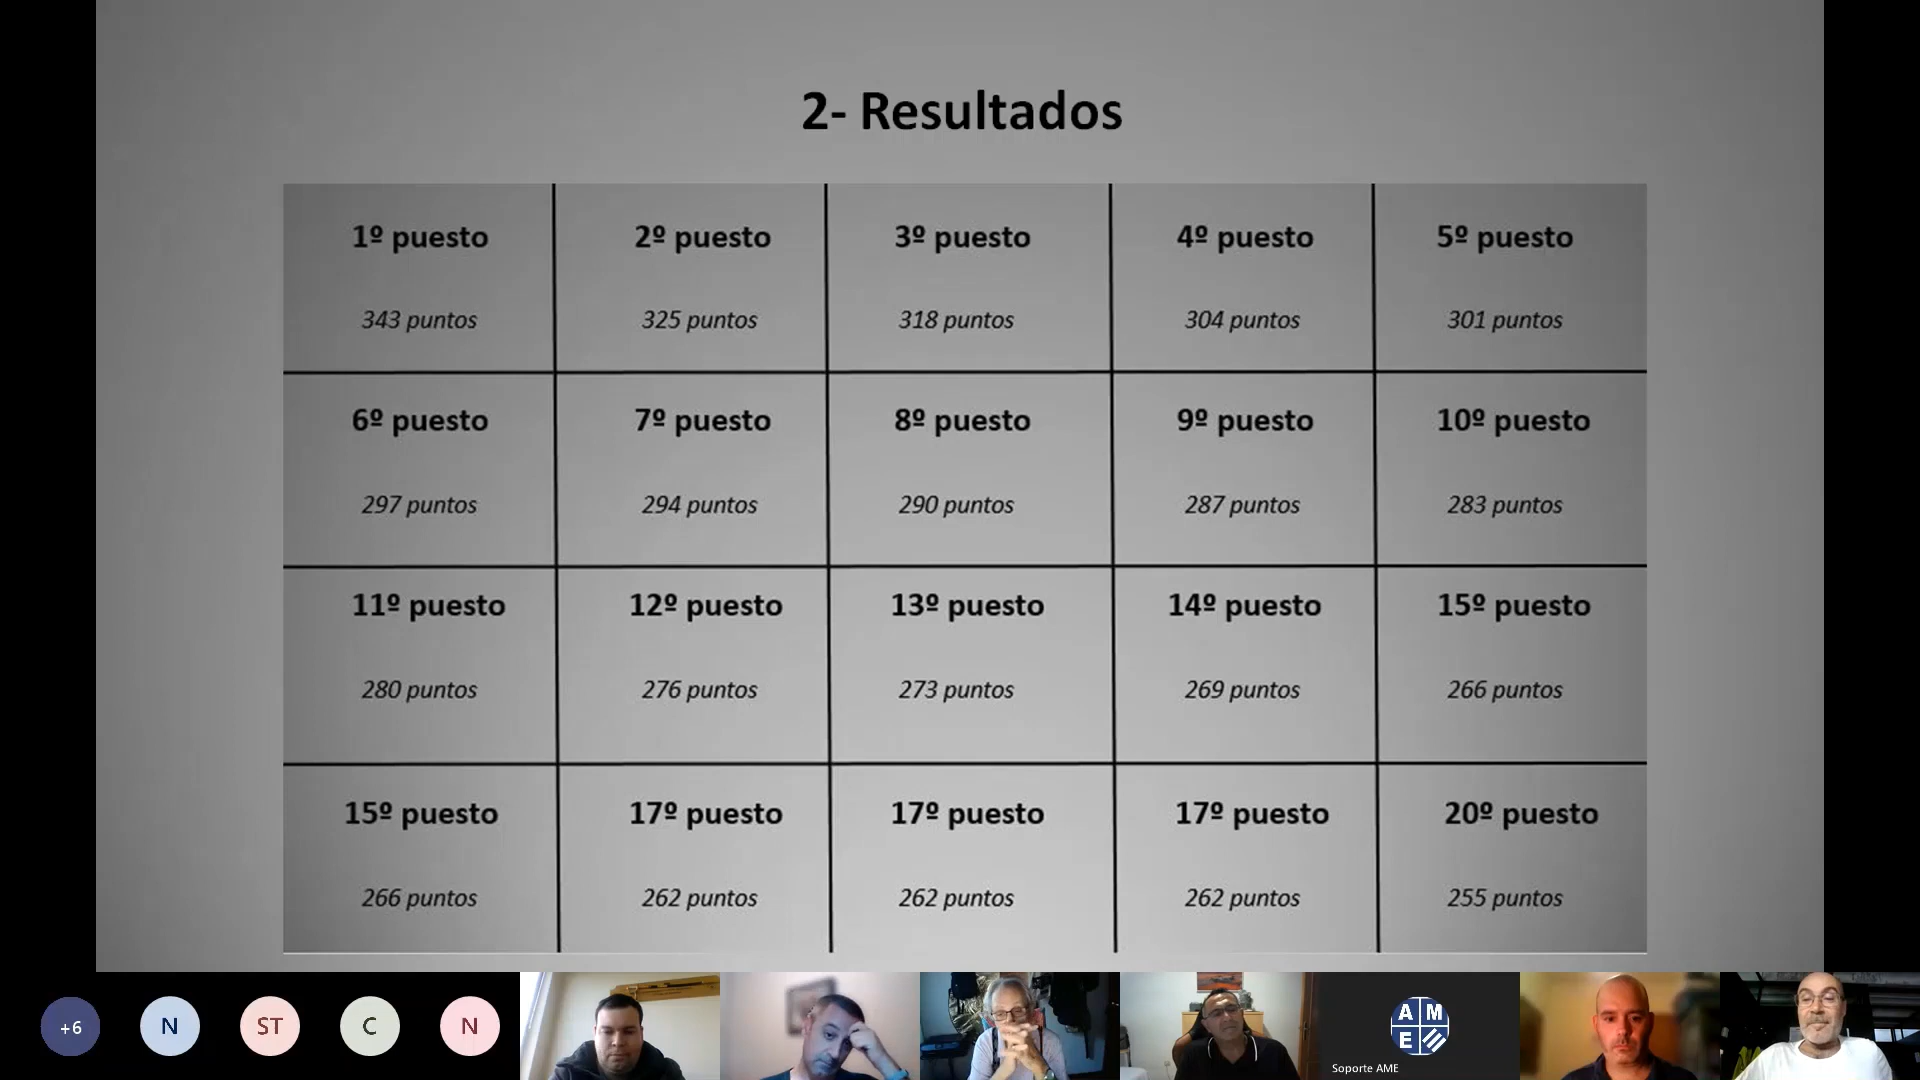 2- Resultados
1º puesto
2º puesto
3º puesto
4º puesto
5º puesto
343 puntos
325 puntos
318 puntos
304 puntos
301 puntos
6º puesto
7º puesto
8º puesto
9º puesto
10º puesto
297 puntos
294 puntos
290 puntos
287 puntos
283 puntos
11º puesto
12º puesto
13º puesto
14º puesto
15º puesto
280 puntos
276 puntos
273 puntos
269 puntos
266 puntos
15º puesto
17º puesto
17º puesto
17º puesto
20º puesto
266 puntos
262 puntos
262 puntos
262 puntos
255 puntos
+6
N
ST
C
N
A M
E
Soporte AME